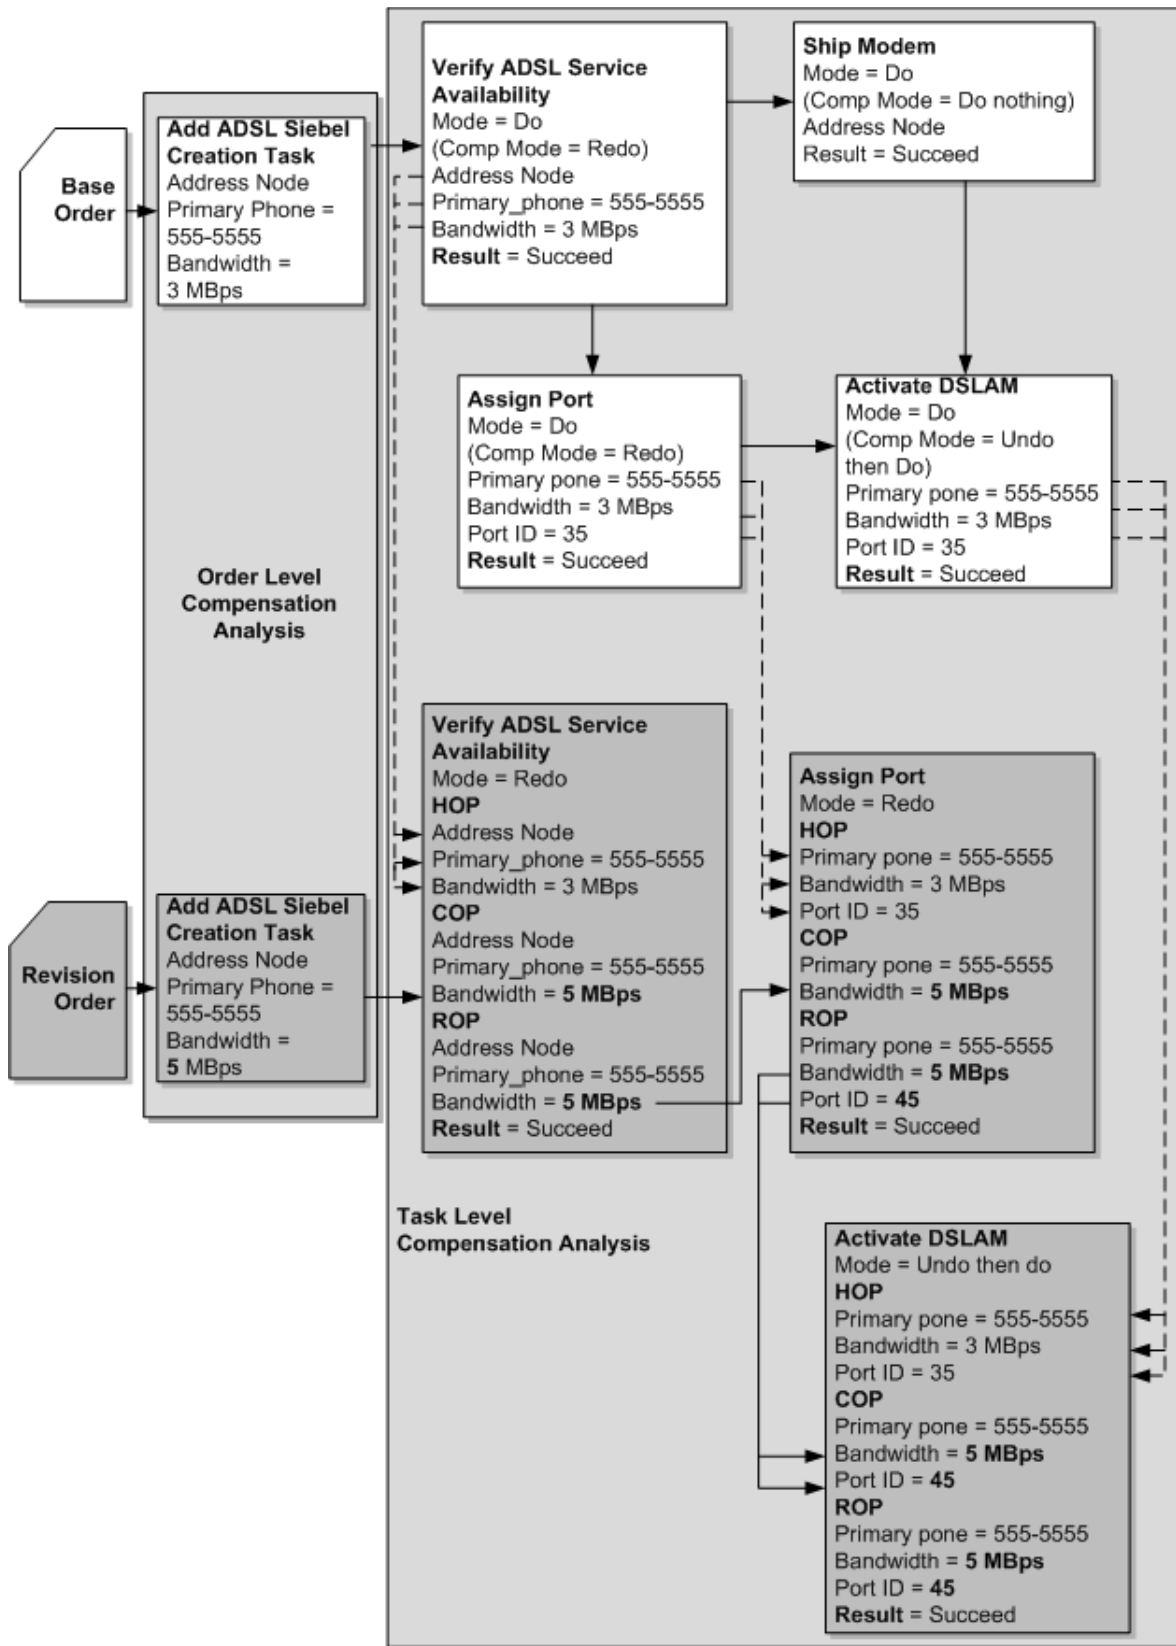 Base
Order
Add ADSL Siebel
Creation Task
Address Node
Primary Phone =
555-5555
Bandwidth =
3 MBps
Verify ADSL Service
Availability
Mode = Do
(Comp Mode = Redo)
Address Node
Primary_phone = 555-5555
Bandwidth = 3 MBps
Result = Succeed
Ship Modem
Mode = Do
(Comp Mode = Do nothing)
Address Node
Result = Succeed
Assign Port
Mode = Do
(Comp Mode = Redo)
Primary pone = 555-5555
Bandwidth = 3 MBps
Port ID = 35
Result = Succeed
Activate DSLAM
Mode = Do
(Comp Mode = Undo
then Do)
Primary pone = 555-5555
Bandwidth = 3 MBps
Port ID = 35
Result = Succeed
Order Level
Compensation
Analysis
Revision
Order
Add ADSL Siebel
Creation Task
Address Node
Primary Phone =
555-5555
Bandwidth =
5 MBps
Verify ADSL Service
Availability
Mode = Redo
HOP
Address Node
Primary_phone = 555-5555
Bandwidth = 3 MBps
COP
Address Node
Primary_phone = 555-5555
Bandwidth = 5 MBps
ROP
Address Node
Primary_phone = 555-5555
Bandwidth = 5 MBps
Result = Succeed
Assign Port
Mode = Redo
HOP
Primary pone = 555-5555
Bandwidth = 3 MBps
Port ID = 35
COP
Primary pone = 555-5555
Bandwidth = 5 MBps
ROP
Primary pone = 555-5555
Bandwidth = 5 MBps
Port ID = 45
Result = Succeed
Task Level
Compensation Analysis
Activate DSLAM
Mode = Undo then do
HOP
Primary pone = 555-5555
Bandwidth = 3 MBps
Port ID = 35
COP
Primary pone = 555-5555
Bandwidth = 5 MBps
Port ID = 45
ROP
Primary pone = 555-5555
Bandwidth = 5 MBps
Port ID = 45
Result = Succeed